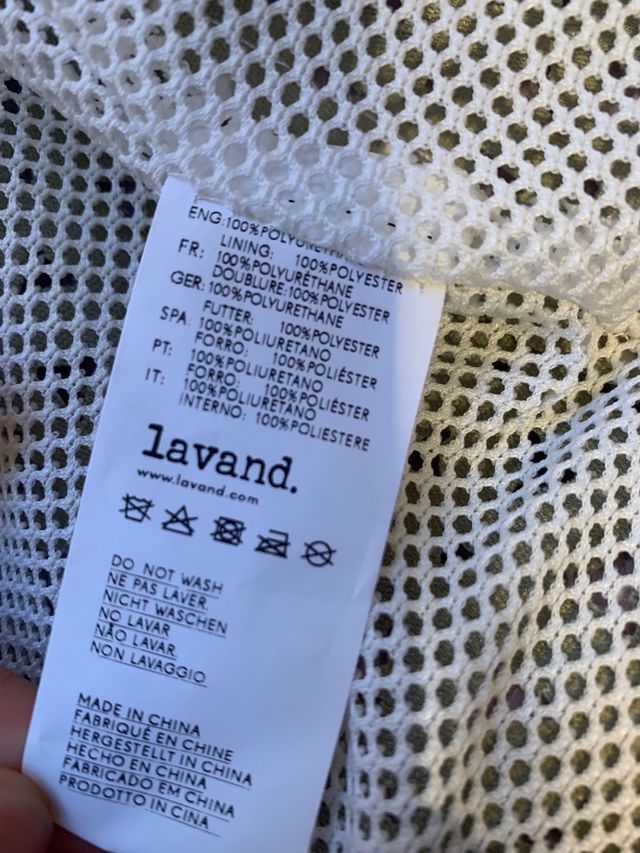 ENG:100%POLYURETHANE
LINING: 100%POLYESTER
FR: 100%POLYURÉTHANE
DOUBLURE:100%POLYESTER
GER:100%POLYURETHANE
FUTTER: 100%POLYESTER
SPA: 100%POLIURETANO
FORRO: 100%POLIÉSTER
PT: 100%POLIURETANO
FORRO: 100%POLIÉSTER
IT: 100%POLIURETANO
INTERNO: 100%POLIESTERE
lavand.
www.lavand.com
DO NOT WASH
NE PAS LAVER.
NICHT WASCHEN
NO LAVAR
NÃO LAVAR.
NON LAVAGGIO
MADE IN CHINA
FABRIQUÉ EN CHINE
HERGESTELLT IN CHINA
HECHO EN CHINA
FABRICADO EM CHINA
PRODOTTO IN CINA